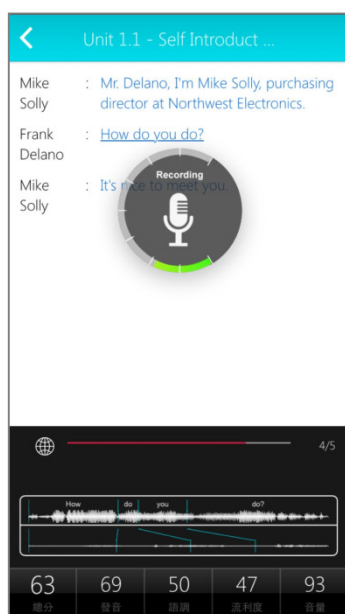 Unit 1.1 - Self Introduct ...
Mike Solly : Mr. Delano, I'm Mike Solly, purchasing
director at Northwest Electronics.
Frank Delano : How do you do?
Mike Solly : It's nice to meet you.
Recording
4/5
How do you do?
63 69 50 47 93
總分 發音 語調 流利度 音量